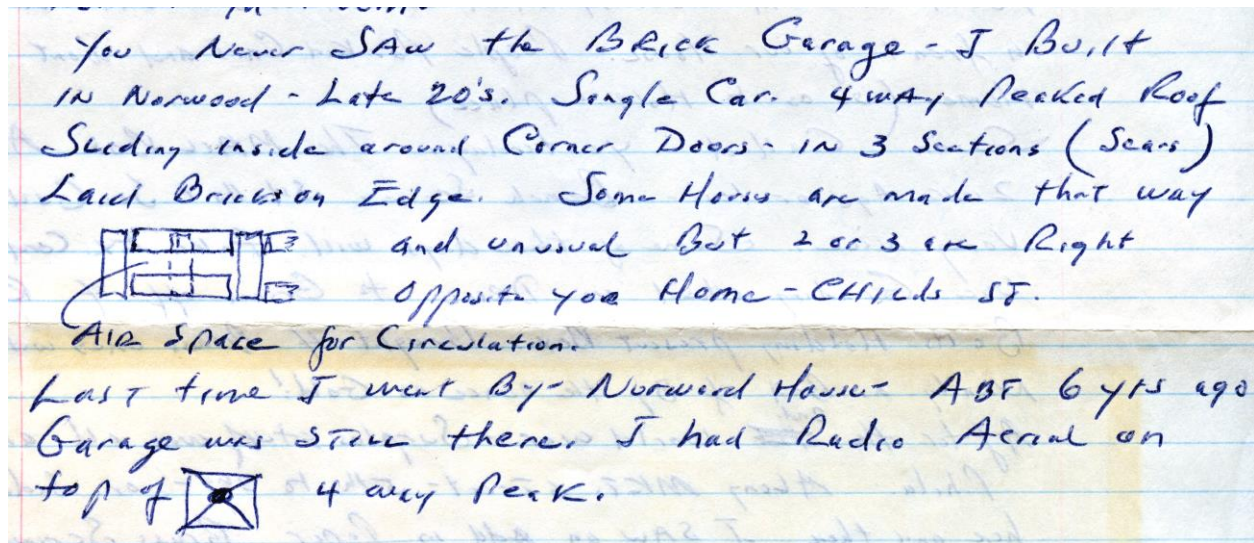 You Never SAW the BRICK Garage - I Built
IN Norwood - Late 20's. Single Car. 4 WAY Peaked Roof
Sliding inside around Corner Doors - IN 3 Sections (Sears)
Laid Bricks on Edge. Some Homes are made that way
and unusual But 2 or 3 are Right
Opposite your Home - CHilds ST.
AIR Space for Circulation.
LAST time I went By - Norwood House - ABT 6 yrs ago
Garage was STILL there. I had Radio Aerial on
top of 4 way Peak.